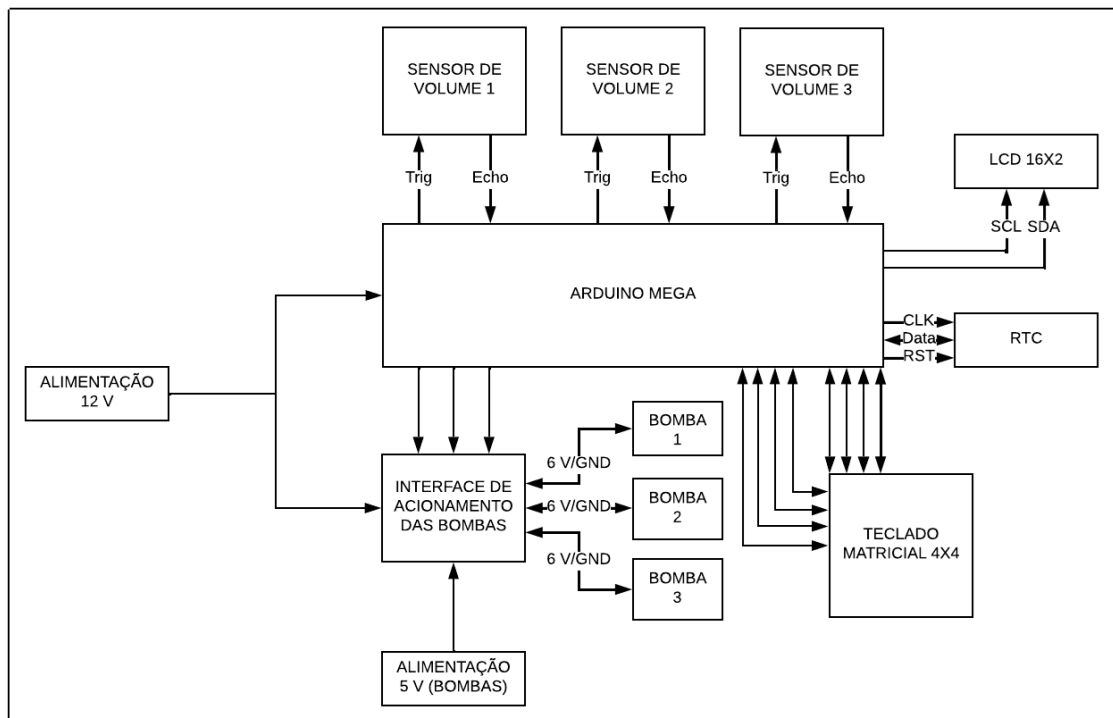 SENSOR DE
VOLUME 1
SENSOR DE
VOLUME 2
SENSOR DE
VOLUME 3
LCD 16X2
Trig
Echo
Trig
Echo
Trig
Echo
SCL
SDA
ARDUINO MEGA
CLK
Data
RST
RTC
ALIMENTAÇÃO
12 V
INTERFACE DE
ACIONAMENTO
DAS BOMBAS
6 V/GND
6 V/GND
6 V/GND
BOMBA
1
BOMBA
2
BOMBA
3
TECLADO
MATRICIAL 4X4
ALIMENTAÇÃO
5 V (BOMBAS)